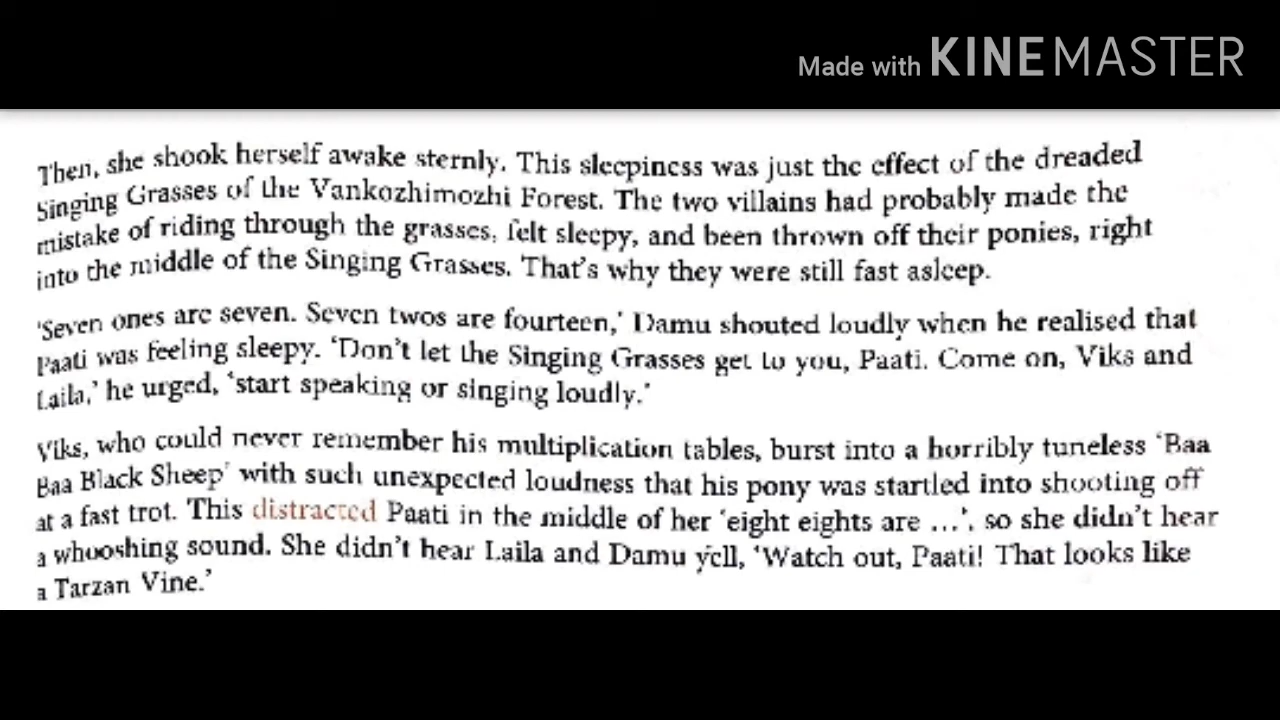 Made with KINEMASTER
Then, she shook herself awake sternly. This sleepiness was just the effect of the dreaded
Singing Grasses of the Vankozhimozhi Forest. The two villains had probably made the
mistake of riding through the grasses, felt sleepy, and been thrown off their ponies, right
into the middle of the Singing Grasses. That's why they were still fast asleep.
'Seven ones are seven. Seven twos are fourteen,' Damu shouted loudly when he realised that
Paati was feeling sleepy. 'Don't let the Singing Grasses get to you, Paati. Come on, Viks and
Laila,' he urged, 'start speaking or singing loudly.'
Viks, who could never remember his multiplication tables, burst into a horribly tuneless 'Baa
Baa Black Sheep' with such unexpected loudness that his pony was startled into shooting off
at a fast trot. This distracted Paati in the middle of her 'eight eights are ...', so she didn't hear
a whooshing sound. She didn't hear Laila and Damu yell, 'Watch out, Paati! That looks like
a Tarzan Vine.'